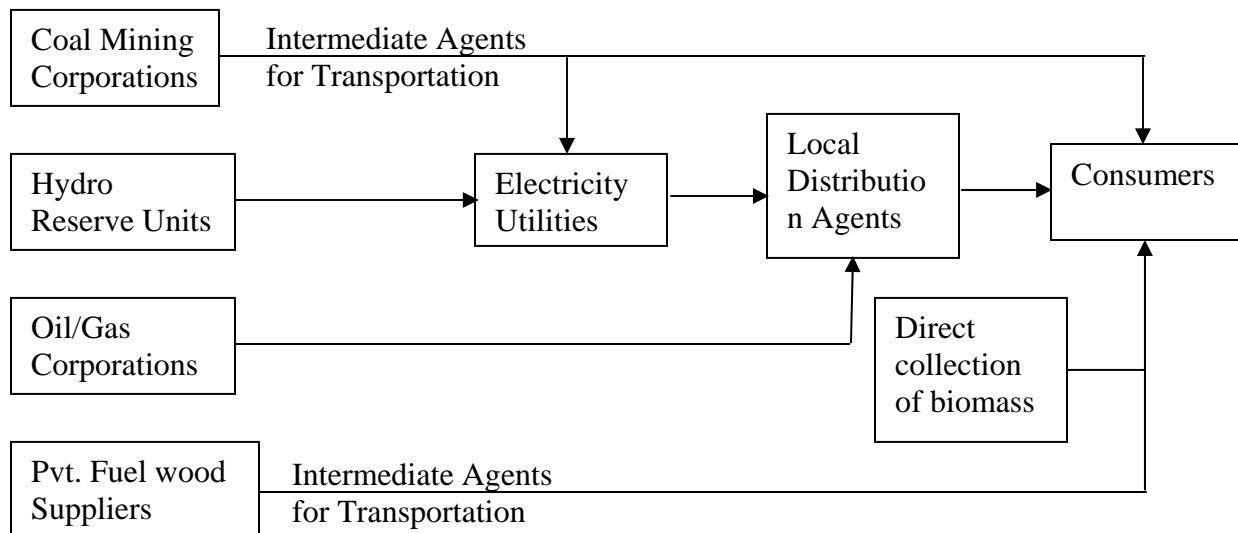 Coal Mining
Corporations
Intermediate Agents
for Transportation
Hydro
Reserve Units
Electricity
Utilities
Local
Distributio
n Agents
Consumers
Oil/Gas
Corporations
Direct
collection
of biomass
Pvt. Fuel wood
Suppliers
Intermediate Agents
for Transportation